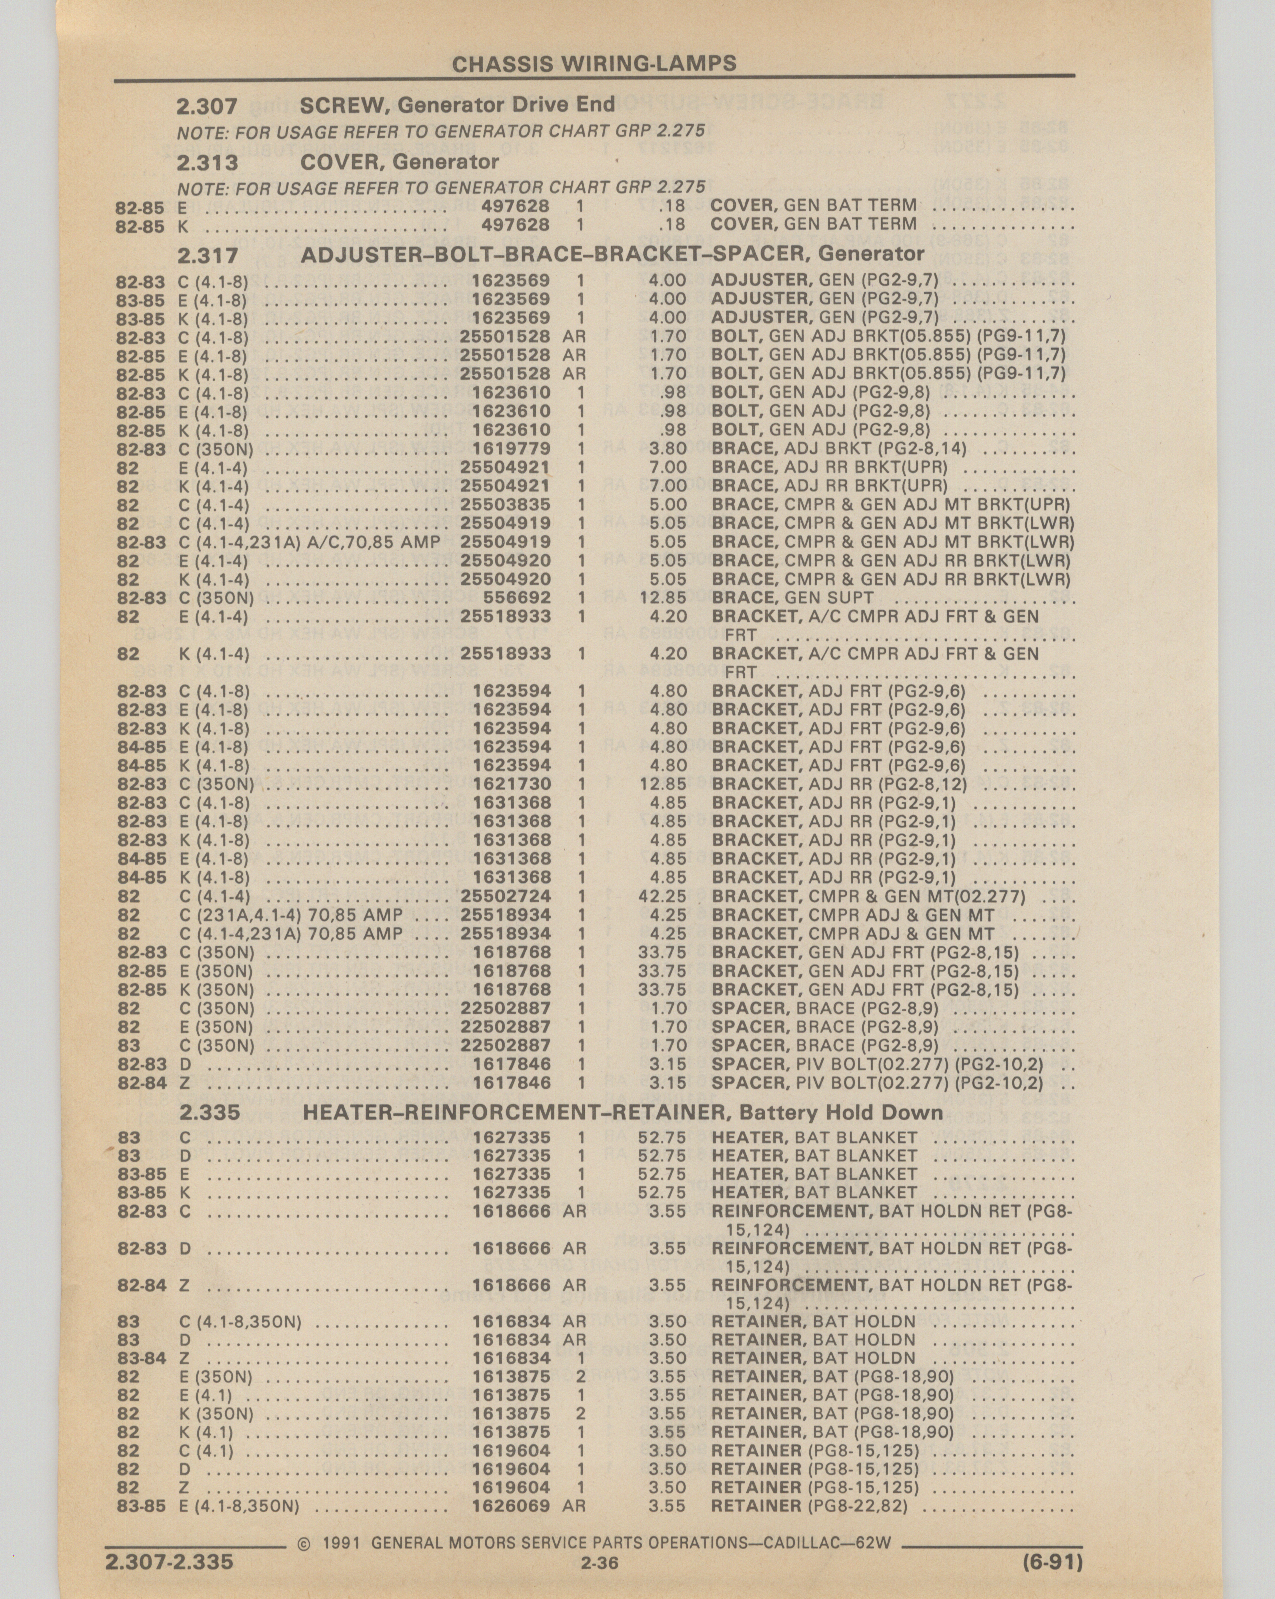 CHASSIS WIRING-LAMPS
2.307 SCREW, Generator Drive End
NOTE: FOR USAGE REFER TO GENERATOR CHART GRP 2.275
2.313 COVER, Generator
NOTE: FOR USAGE REFER TO GENERATOR CHART GRP 2.275
82-85 E ........................ 497628 1 .18 COVER, GEN BAT TERM ...............
82-85 K ........................ 497628 1 .18 COVER, GEN BAT TERM ...............
2.317 ADJUSTER–BOLT–BRACE–BRACKET–SPACER, Generator
82-83 C (4.1-8) ................... 1623569 1 4.00 ADJUSTER, GEN (PG2-9,7) .............
83-85 E (4.1-8) ................... 1623569 1 4.00 ADJUSTER, GEN (PG2-9,7) .............
83-85 K (4.1-8) ................... 1623569 1 4.00 ADJUSTER, GEN (PG2-9,7) .............
82-83 C (4.1-8) ................... 25501528 AR 1.70 BOLT, GEN ADJ BRKT(05.855) (PG9-11,7)
82-85 E (4.1-8) ................... 25501528 AR 1.70 BOLT, GEN ADJ BRKT(05.855) (PG9-11,7)
82-85 K (4.1-8) ................... 25501528 AR 1.70 BOLT, GEN ADJ BRKT(05.855) (PG9-11,7)
82-83 C (4.1-8) ................... 1623610 1 .98 BOLT, GEN ADJ (PG2-9,8) ..............
82-85 E (4.1-8) ................... 1623610 1 .98 BOLT, GEN ADJ (PG2-9,8) ..............
82-85 K (4.1-8) ................... 1623610 1 .98 BOLT, GEN ADJ (PG2-9,8) ..............
82-83 C (350N) ................... 1619779 1 3.80 BRACE, ADJ BRKT (PG2-8,14) ..........
82 E (4.1-4) ................... 25504921 1 7.00 BRACE, ADJ RR BRKT(UPR) ............
82 K (4.1-4) ................... 25504921 1 7.00 BRACE, ADJ RR BRKT(UPR) ............
82 C (4.1-4) ................... 25503835 1 5.00 BRACE, CMPR & GEN ADJ MT BRKT(UPR)
82 C (4.1-4) ................... 25504919 1 5.05 BRACE, CMPR & GEN ADJ MT BRKT(LWR)
82-83 C (4.1-4,231A) A/C,70,85 AMP 25504919 1 5.05 BRACE, CMPR & GEN ADJ MT BRKT(LWR)
82 E (4.1-4) ................... 25504920 1 5.05 BRACE, CMPR & GEN ADJ RR BRKT(LWR)
82 K (4.1-4) ................... 25504920 1 5.05 BRACE, CMPR & GEN ADJ RR BRKT(LWR)
82-83 C (350N) ................... 556692 1 12.85 BRACE, GEN SUPT ...................
82 E (4.1-4) ................... 25518933 1 4.20 BRACKET, A/C CMPR ADJ FRT & GEN
FRT ...............................
82 K (4.1-4) ................... 25518933 1 4.20 BRACKET, A/C CMPR ADJ FRT & GEN
FRT ...............................
82-83 C (4.1-8) ................... 1623594 1 4.80 BRACKET, ADJ FRT (PG2-9,6) ..........
82-83 E (4.1-8) ................... 1623594 1 4.80 BRACKET, ADJ FRT (PG2-9,6) ..........
82-83 K (4.1-8) ................... 1623594 1 4.80 BRACKET, ADJ FRT (PG2-9,6) ..........
84-85 E (4.1-8) ................... 1623594 1 4.80 BRACKET, ADJ FRT (PG2-9,6) ..........
84-85 K (4.1-8) ................... 1623594 1 4.80 BRACKET, ADJ FRT (PG2-9,6) ..........
82-83 C (350N) ................... 1621730 1 12.85 BRACKET, ADJ RR (PG2-8,12) ..........
82-83 C (4.1-8) ................... 1631368 1 4.85 BRACKET, ADJ RR (PG2-9,1) ...........
82-83 E (4.1-8) ................... 1631368 1 4.85 BRACKET, ADJ RR (PG2-9,1) ...........
82-83 K (4.1-8) ................... 1631368 1 4.85 BRACKET, ADJ RR (PG2-9,1) ...........
84-85 E (4.1-8) ................... 1631368 1 4.85 BRACKET, ADJ RR (PG2-9,1) ...........
84-85 K (4.1-8) ................... 1631368 1 4.85 BRACKET, ADJ RR (PG2-9,1) ...........
82 C (4.1-4) ................... 25502724 1 42.25 BRACKET, CMPR & GEN MT(02.277) ....
82 C (231A,4.1-4) 70,85 AMP .... 25518934 1 4.25 BRACKET, CMPR ADJ & GEN MT .......
82 C (4.1-4,231A) 70,85 AMP .... 25518934 1 4.25 BRACKET, CMPR ADJ & GEN MT .......
82-83 C (350N) ................... 1618768 1 33.75 BRACKET, GEN ADJ FRT (PG2-8,15) .....
82-85 E (350N) ................... 1618768 1 33.75 BRACKET, GEN ADJ FRT (PG2-8,15) .....
82-85 K (350N) ................... 1618768 1 33.75 BRACKET, GEN ADJ FRT (PG2-8,15) .....
82 C (350N) ................... 22502887 1 1.70 SPACER, BRACE (PG2-8,9) .............
82 E (350N) ................... 22502887 1 1.70 SPACER, BRACE (PG2-8,9) .............
83 C (350N) ................... 22502887 1 1.70 SPACER, BRACE (PG2-8,9) .............
82-83 D ......................... 1617846 1 3.15 SPACER, PIV BOLT(02.277) (PG2-10,2) ..
82-84 Z ......................... 1617846 1 3.15 SPACER, PIV BOLT(02.277) (PG2-10,2) ..
2.335 HEATER–REINFORCEMENT–RETAINER, Battery Hold Down
83 C ......................... 1627335 1 52.75 HEATER, BAT BLANKET ...............
83 D ......................... 1627335 1 52.75 HEATER, BAT BLANKET ...............
83-85 E ......................... 1627335 1 52.75 HEATER, BAT BLANKET ...............
83-85 K ......................... 1627335 1 52.75 HEATER, BAT BLANKET ...............
82-83 C ......................... 1618666 AR 3.55 REINFORCEMENT, BAT HOLDN RET (PG8-
15,124) ............................
82-83 D ......................... 1618666 AR 3.55 REINFORCEMENT, BAT HOLDN RET (PG8-
15,124) ............................
82-84 Z ......................... 1618666 AR 3.55 REINFORCEMENT, BAT HOLDN RET (PG8-
15,124) ............................
83 C (4.1-8,350N) .............. 1616834 AR 3.50 RETAINER, BAT HOLDN ...............
83 D ......................... 1616834 AR 3.50 RETAINER, BAT HOLDN ...............
83-84 Z ......................... 1616834 1 3.50 RETAINER, BAT HOLDN ...............
82 E (350N) ................... 1613875 2 3.55 RETAINER, BAT (PG8-18,90) ...........
82 E (4.1) ..................... 1613875 1 3.55 RETAINER, BAT (PG8-18,90) ...........
82 K (350N) ................... 1613875 2 3.55 RETAINER, BAT (PG8-18,90) ...........
82 K (4.1) ..................... 1613875 1 3.55 RETAINER, BAT (PG8-18,90) ...........
82 C (4.1) ..................... 1619604 1 3.50 RETAINER (PG8-15,125) ...............
82 D ......................... 1619604 1 3.50 RETAINER (PG8-15,125) ...............
82 Z ......................... 1619604 1 3.50 RETAINER (PG8-15,125) ...............
83-85 E (4.1-8,350N) .............. 1626069 AR 3.55 RETAINER (PG8-22,82) ................
© 1991 GENERAL MOTORS SERVICE PARTS OPERATIONS—CADILLAC—62W
2.307-2.335 2-36 (6-91)